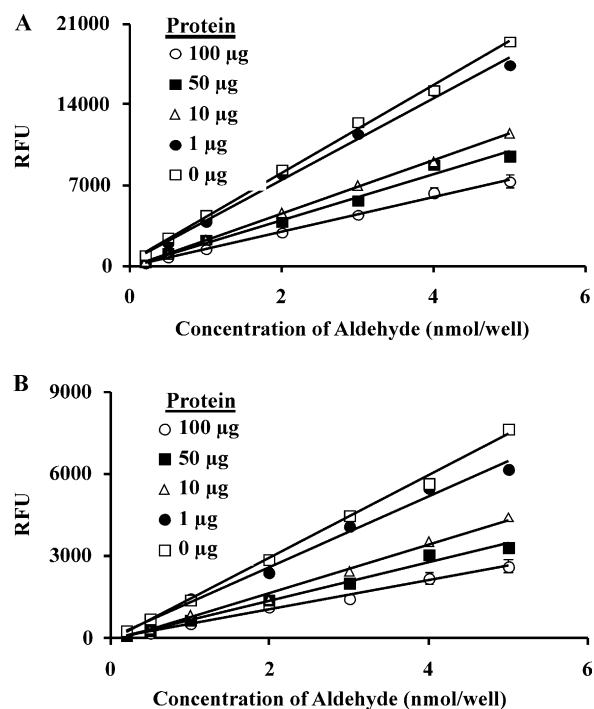 A
21000
14000
7000
0
RFU
Protein
100 µg
50 µg
10 µg
1 µg
0 µg
0 2 4 6
Concentration of Aldehyde (nmol/well)
B
9000
6000
3000
0
RFU
Protein
100 µg
50 µg
10 µg
1 µg
0 µg
0 2 4 6
Concentration of Aldehyde (nmol/well)